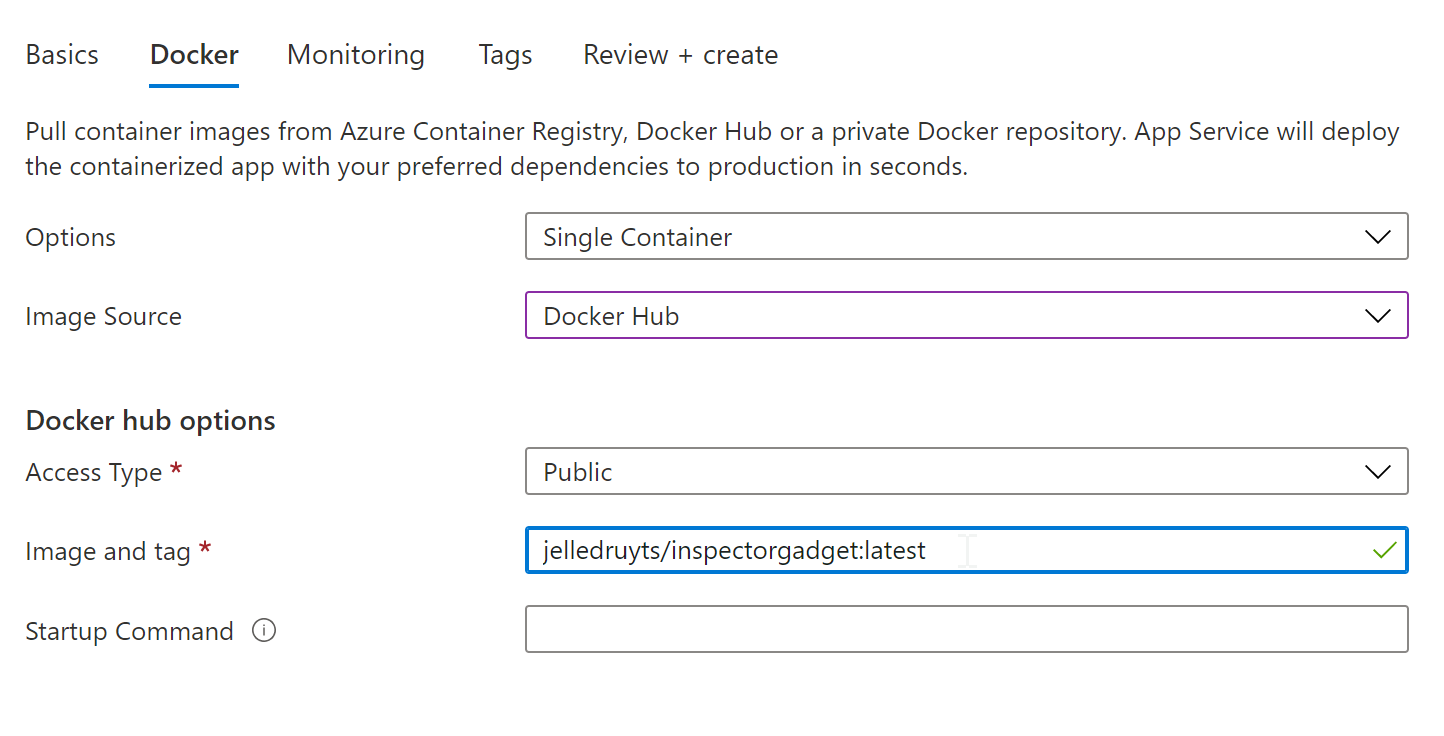 Basics Docker Monitoring Tags Review + create
Pull container images from Azure Container Registry, Docker Hub or a private Docker repository. App Service will deploy
the containerized app with your preferred dependencies to production in seconds.
Options Single Container
Image Source Docker Hub
Docker hub options
Access Type * Public
Image and tag * jelledruyts/inspectorgadget:latest
Startup Command